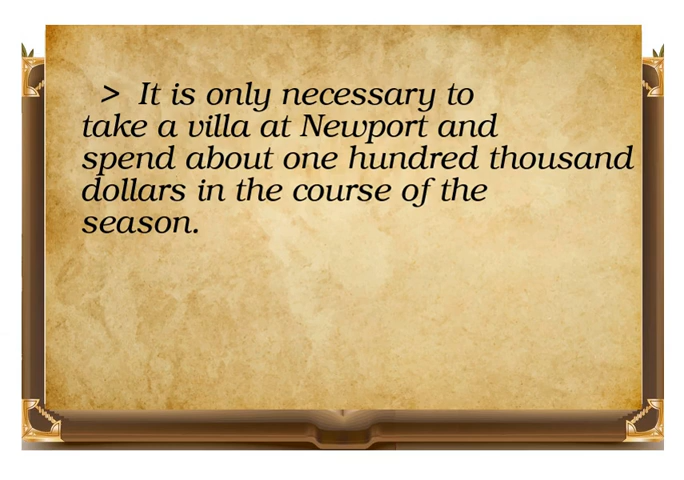 > It is only necessary to
take a villa at Newport and
spend about one hundred thousand
dollars in the course of the
season.